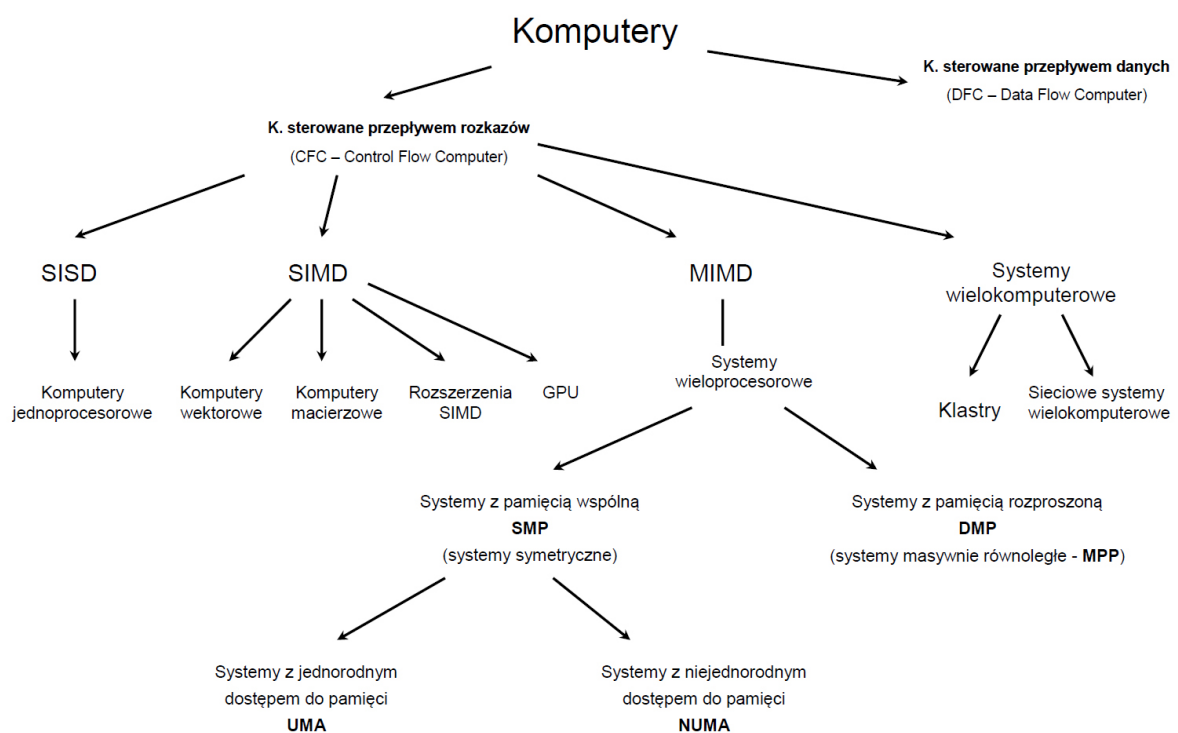 Komputery
K. sterowane przepływem danych
(DFC – Data Flow Computer)
K. sterowane przepływem rozkazów
(CFC – Control Flow Computer)
SISD
SIMD
MIMD
Systemy
wielokomputerowe
Komputery
jednoprocesorowe
Komputery
wektorowe
Komputery
macierzowe
Rozszerzenia
SIMD
GPU
Systemy
wieloprocesorowe
Klastry
Sieciowe systemy
wielokomputerowe
Systemy z pamięcią wspólną
SMP
(systemy symetryczne)
Systemy z pamięcią rozproszoną
DMP
(systemy masywnie równoległe - MPP)
Systemy z jednorodnym
dostępem do pamięci
UMA
Systemy z niejednorodnym
dostępem do pamięci
NUMA